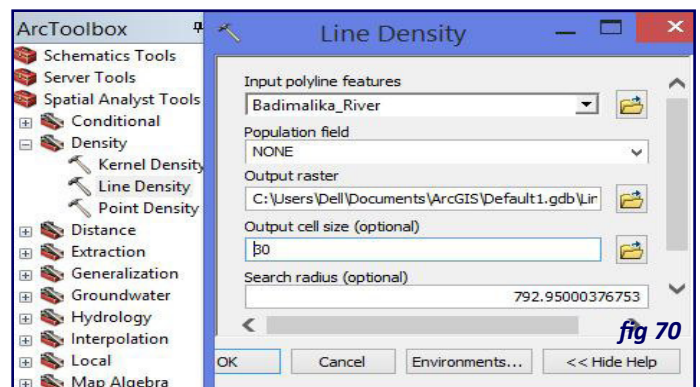 ArcToolbox
Schematics Tools
Server Tools
Spatial Analyst Tools
Conditional
Density
Kernel Density
Line Density
Point Density
Distance
Extraction
Generalization
Groundwater
Hydrology
Interpolation
Local
Map Algebra
Line Density
Input polyline features
Badimalika_River
Population field
NONE
Output raster
C:\Users\Dell\Documents\ArcGIS\Default1.gdb\Lir
Output cell size (optional)
30
Search radius (optional)
792.95000376753
fig 70
OK
Cancel
Environments...
<< Hide Help